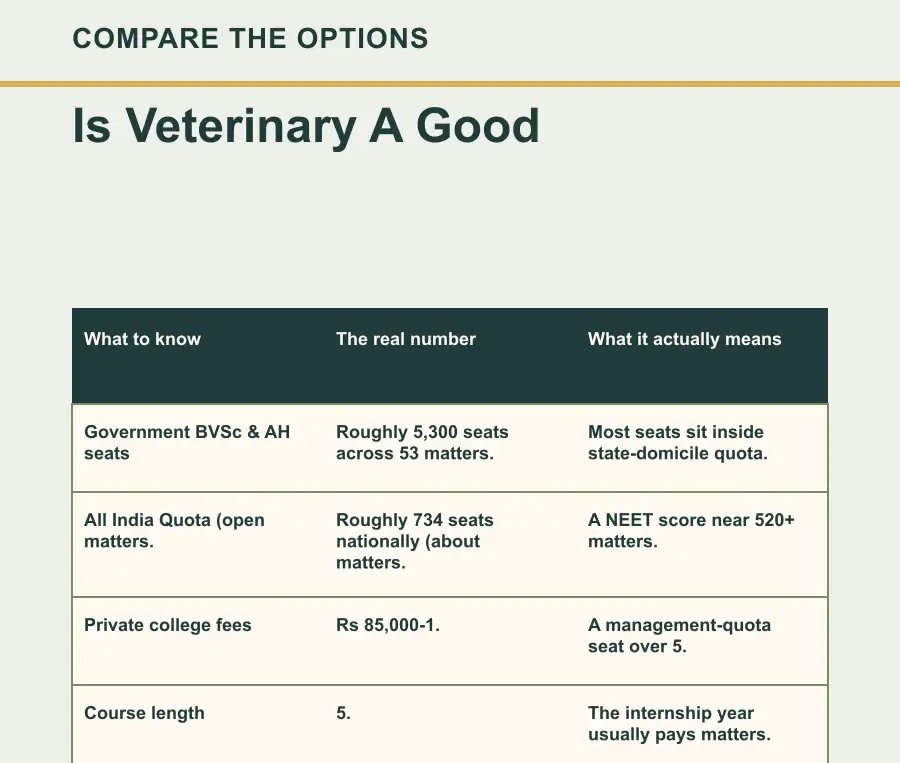 COMPARE THE OPTIONS
Is Veterinary A Good
What to know
The real number
What it actually means
Government BVSc & AH
seats
Roughly 5,300 seats
across 53 matters.
Most seats sit inside
state-domicile quota.
All India Quota (open
matters.
Roughly 734 seats
nationally (about
matters.
A NEET score near 520+
matters.
Private college fees
Rs 85,000-1.
A management-quota
seat over 5.
Course length
5.
The internship year
usually pays matters.